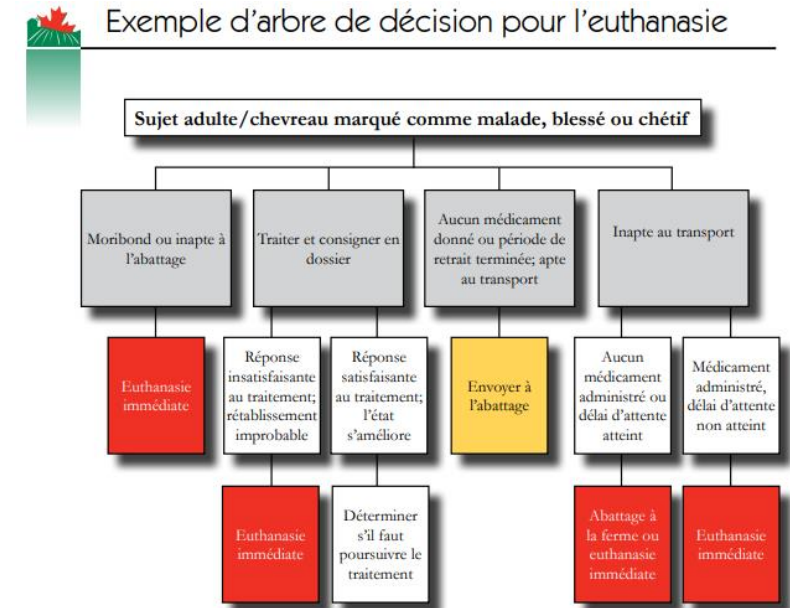 Exemple d'arbre de décision pour l'euthanasie
Sujet adulte/chevreau marqué comme malade, blessé ou chétif
Moribond ou inapte à
l'abattage
Traiter et consigner en
dossier
Aucun médicament
donné ou période de
retrait terminée; apte
au transport
Inapte au transport
Euthanasie
immédiate
Réponse
insatisfaisante
au traitement;
rétablissement
improbable
Réponse
satisfaisante
au traitement;
l'état
s'améliore
Envoyer à
l'abattage
Aucun
médicament
administré ou
délai d'attente
atteint
Médicament
administré,
délai d'attente
non atteint
Euthanasie
immédiate
Déterminer
s'il faut
poursuivre le
traitement
Abattage à
la ferme ou
euthanasie
immédiate
Euthanasie
immédiate